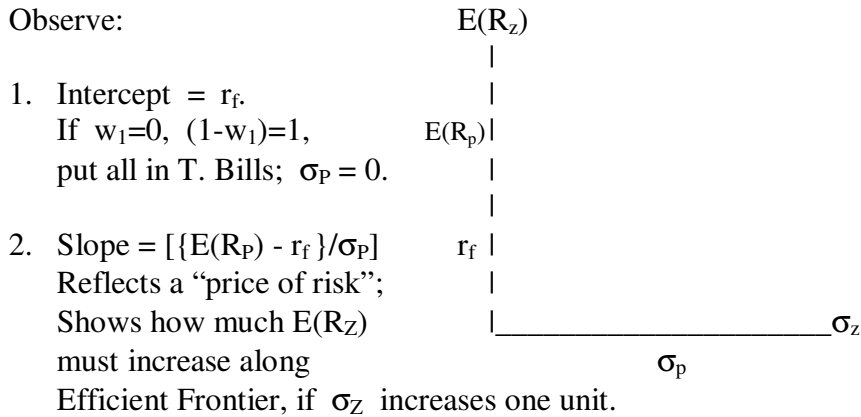 Observe: E(Rz)
1. Intercept = rf.
If w1=0, (1-w1)=1, E(Rp)
put all in T. Bills; σP = 0.
2. Slope = [{E(RP) - rf }/σP] rf
Reflects a “price of risk”;
Shows how much E(RZ) σz
must increase along σp
Efficient Frontier, if σZ increases one unit.